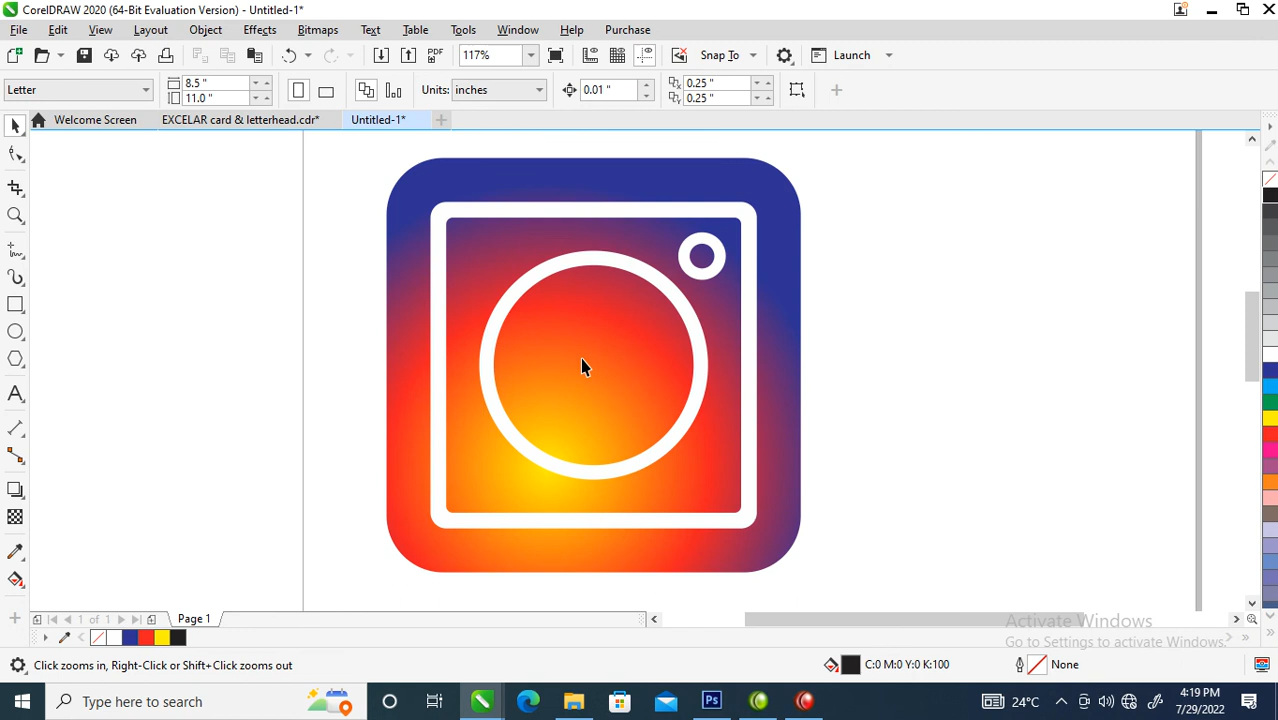 CorelDRAW 2020 (64-Bit Evaluation Version) - Untitled-1*
File Edit View Layout Object Effects Bitmaps Text Table Tools Window Help Purchase
PDF 117% Snap To Launch
Letter 8.5 " 11.0 " Units: inches 0.01 " 0.25 " 0.25 "
Welcome Screen EXCELAR card & letterhead.cdr* Untitled-1*
1 of 1 Page 1
Activate Windows
Go to Settings to activate Windows.
Click zooms in, Right-Click or Shift+Click zooms out C:0 M:0 Y:0 K:100 None
Type here to search Ps 24°C 4:19 PM
7/29/2022